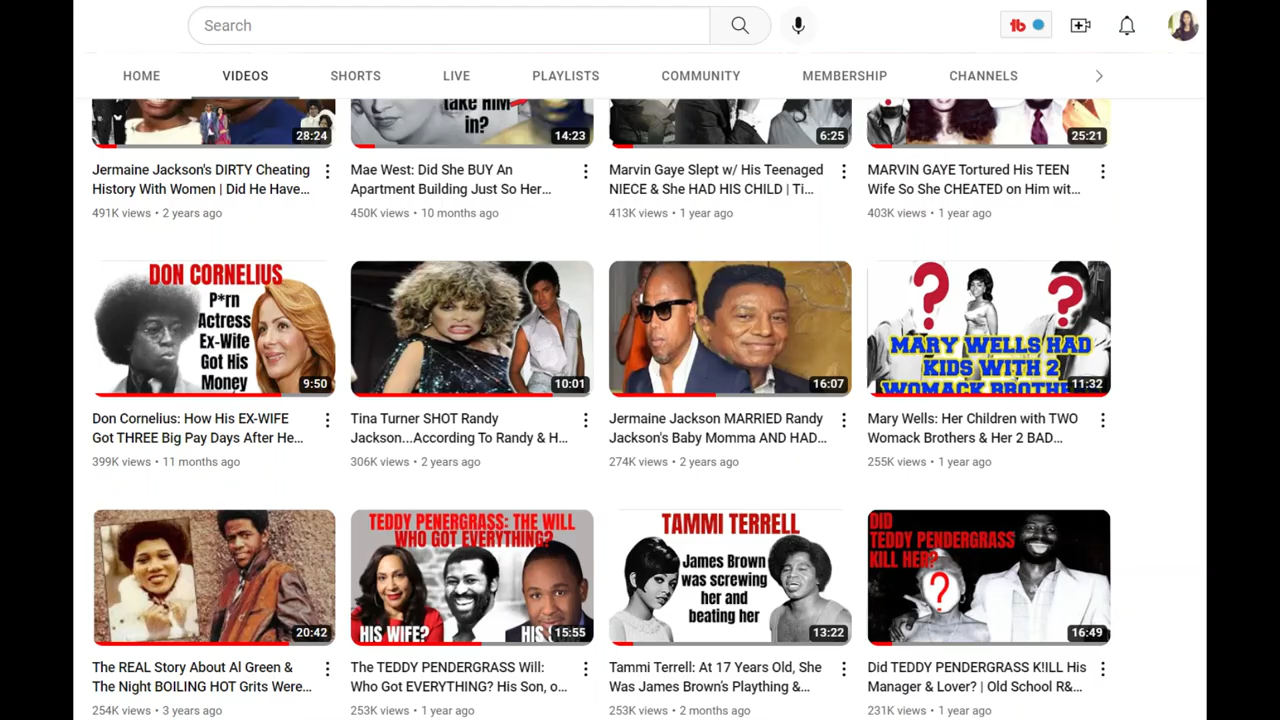 Search
HOME
VIDEOS
SHORTS
LIVE
PLAYLISTS
COMMUNITY
MEMBERSHIP
CHANNELS
28:24
TAKE HIM
in?
14:23
6:25
25:21
Jermaine Jackson's DIRTY Cheating
History With Women | Did He Have...
491K views • 2 years ago
Mae West: Did She BUY An
Apartment Building Just So Her...
450K views • 10 months ago
Marvin Gaye Slept w/ His Teenaged
NIECE & She HAD HIS CHILD | Ti...
413K views • 1 year ago
MARVIN GAYE Tortured His TEEN
Wife So She CHEATED on Him wit...
403K views • 1 year ago
DON CORNELIUS
P*rn
Actress
Ex-Wife
Got His
Money
9:50
10:01
16:07
? ?
MARY WELLS HAD
KIDS WITH 2
WOMACK BROTHE
11:32
Don Cornelius: How His EX-WIFE
Got THREE Big Pay Days After He...
399K views • 11 months ago
Tina Turner SHOT Randy
Jackson...According To Randy & H...
306K views • 2 years ago
Jermaine Jackson MARRIED Randy
Jackson's Baby Momma AND HAD...
274K views • 2 years ago
Mary Wells: Her Children with TWO
Womack Brothers & Her 2 BAD...
255K views • 1 year ago
20:42
TEDDY PENERGRASS: THE WILL
WHO GOT EVERYTHING?
HIS WIFE?
HIS
15:55
TAMMI TERRELL
James Brown
was screwing
her and
beating her
13:22
DID
TEDDY PENDERGRASS
KILL HER?
?
16:49
The REAL Story About Al Green &
The Night BOILING HOT Grits Were...
254K views • 3 years ago
The TEDDY PENDERGRASS Will:
Who Got EVERYTHING? His Son, o...
253K views • 1 year ago
Tammi Terrell: At 17 Years Old, She
Was James Brown's Plaything &...
253K views • 2 months ago
Did TEDDY PENDERGRASS K!ILL His
Manager & Lover? | Old School R&...
231K views • 1 year ago